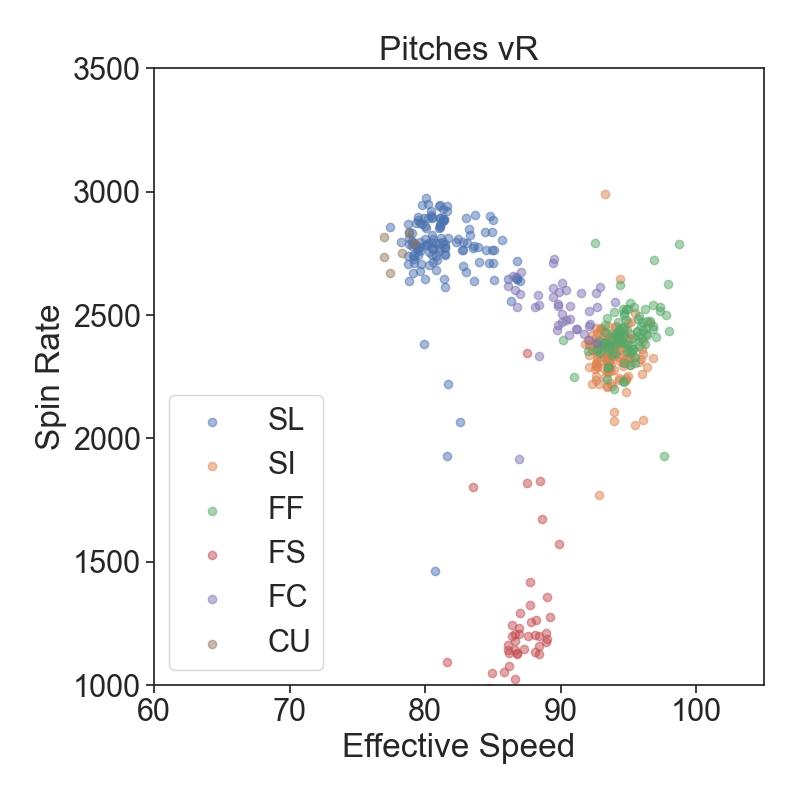 Pitches vR
3500
3000
2500
2000
1500
1000
Spin Rate
SL
SI
FF
FS
FC
CU
60 70 80 90 100
Effective Speed